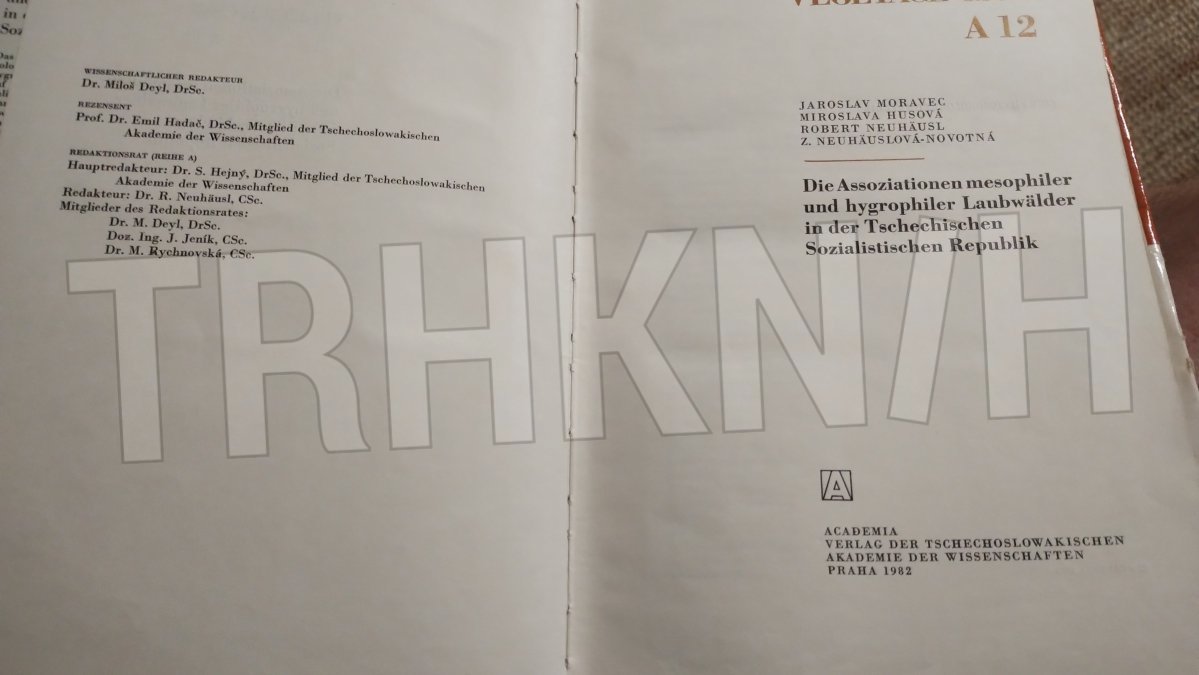 in
Soz
WISSENSCHAFTLICHER REDAKTEUR
Dr. Miloš Deyl, DrSc.
REZENSENT
Prof. Dr. Emil Hadač, DrSc., Mitglied der Tschechoslowakischen
Akademie der Wissenschaften
REDAKTIONSRAT (REIHE A)
Hauptredakteur: Dr. S. Hejný, DrSc., Mitglied der Tschechoslowakischen
Akademie der Wissenschaften
Redakteur: Dr. R. Neuhäusl, CSc.
Mitglieder des Redaktionsrates:
Dr. M. Deyl, DrSc.
Doz. Ing. J. Jeník, CSc.
Dr. M. Rychnovská, CSc.
A 12
JAROSLAV MORAVEC
MIROSLAVA HUSOVÁ
ROBERT NEUHÄUSL
Z. NEUHÄUSLOVÁ-NOVOTNÁ
Die Assoziationen mesophiler
und hygrophiler Laubwälder
in der Tschechischen
Sozialistischen Republik
TRHKN/H
A
ACADEMIA
VERLAG DER TSCHECHOSLOWAKISCHEN
AKADEMIE DER WISSENSCHAFTEN
PRAHA 1982